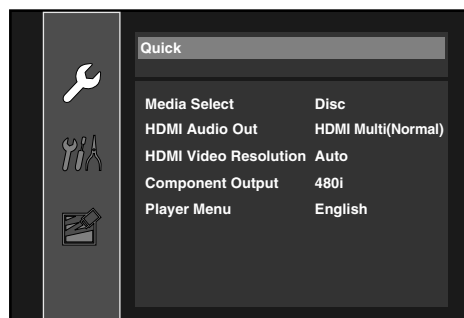 Quick
Media Select Disc
HDMI Audio Out HDMI Multi(Normal)
HDMI Video Resolution Auto
Component Output 480i
Player Menu English